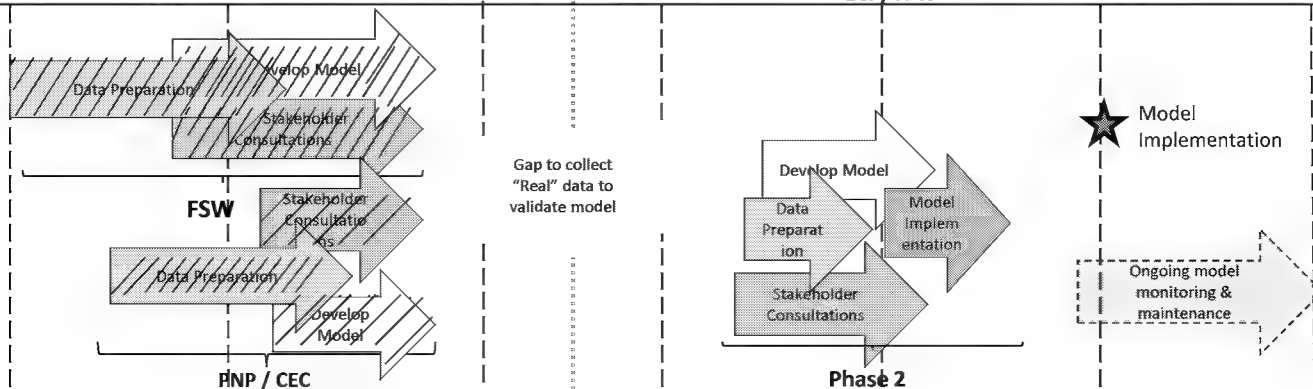 Develop Model
Data Preparation
Stakeholder
Consultations
FSW
Stakeholder
Consultatio
ns
Data Preparation
Develop
Model
PNP / CEC
Gap to collect
"Real" data to
validate model
Develop Model
Data
Preparat
ion
Model
Implem
entation
Stakeholder
Consultations
Phase 2
Model
Implementation
Ongoing model
monitoring &
maintenance